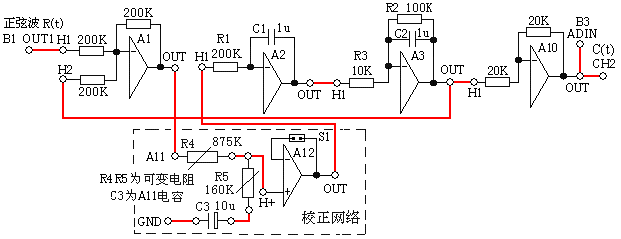 正弦波 R(t)
B1 OUT1 H1
200K
200K
A1
OUT
H2
200K
H1
R1
200K
C1
1u
A2
OUT
H1
R3
10K
R2 100K
C2
1u
A3
OUT
H1
20K
20K
A10
B3
ADIN
C(t)
CH2
OUT
A11
R4
875K
R4 R5为可变电阻
C3为A11电容
R5
160K
H+
S1
A12
OUT
C3 10u
GND
校正网络